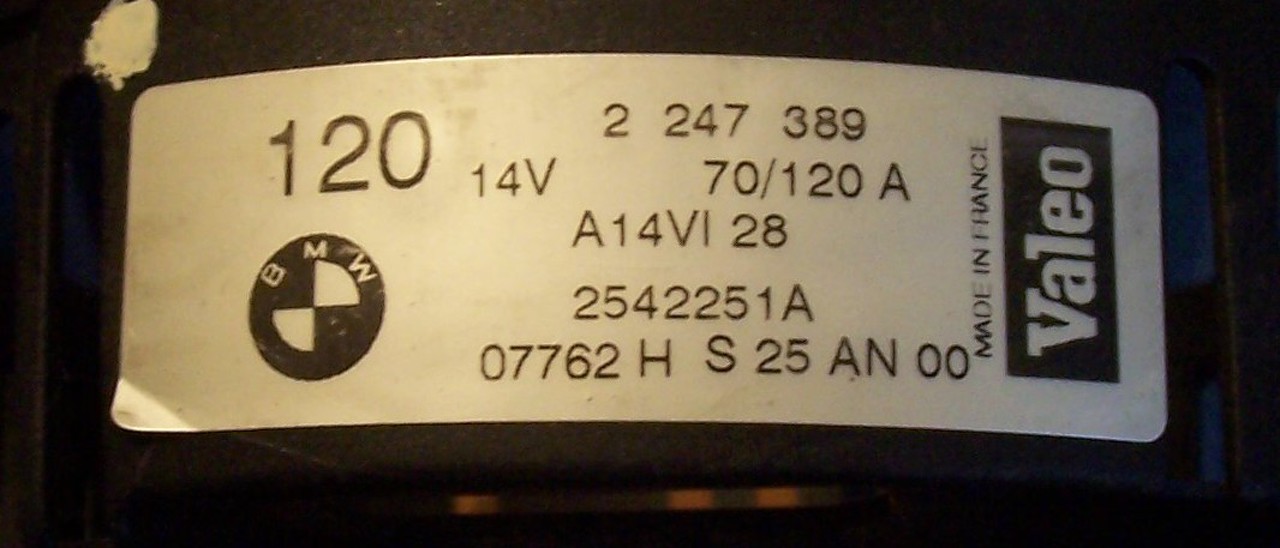 120
2 247 389
14V 70/120 A
A14VI 28
2542251A
07762 H S 25 AN 00
BMW
MADE IN FRANCE
Valeo